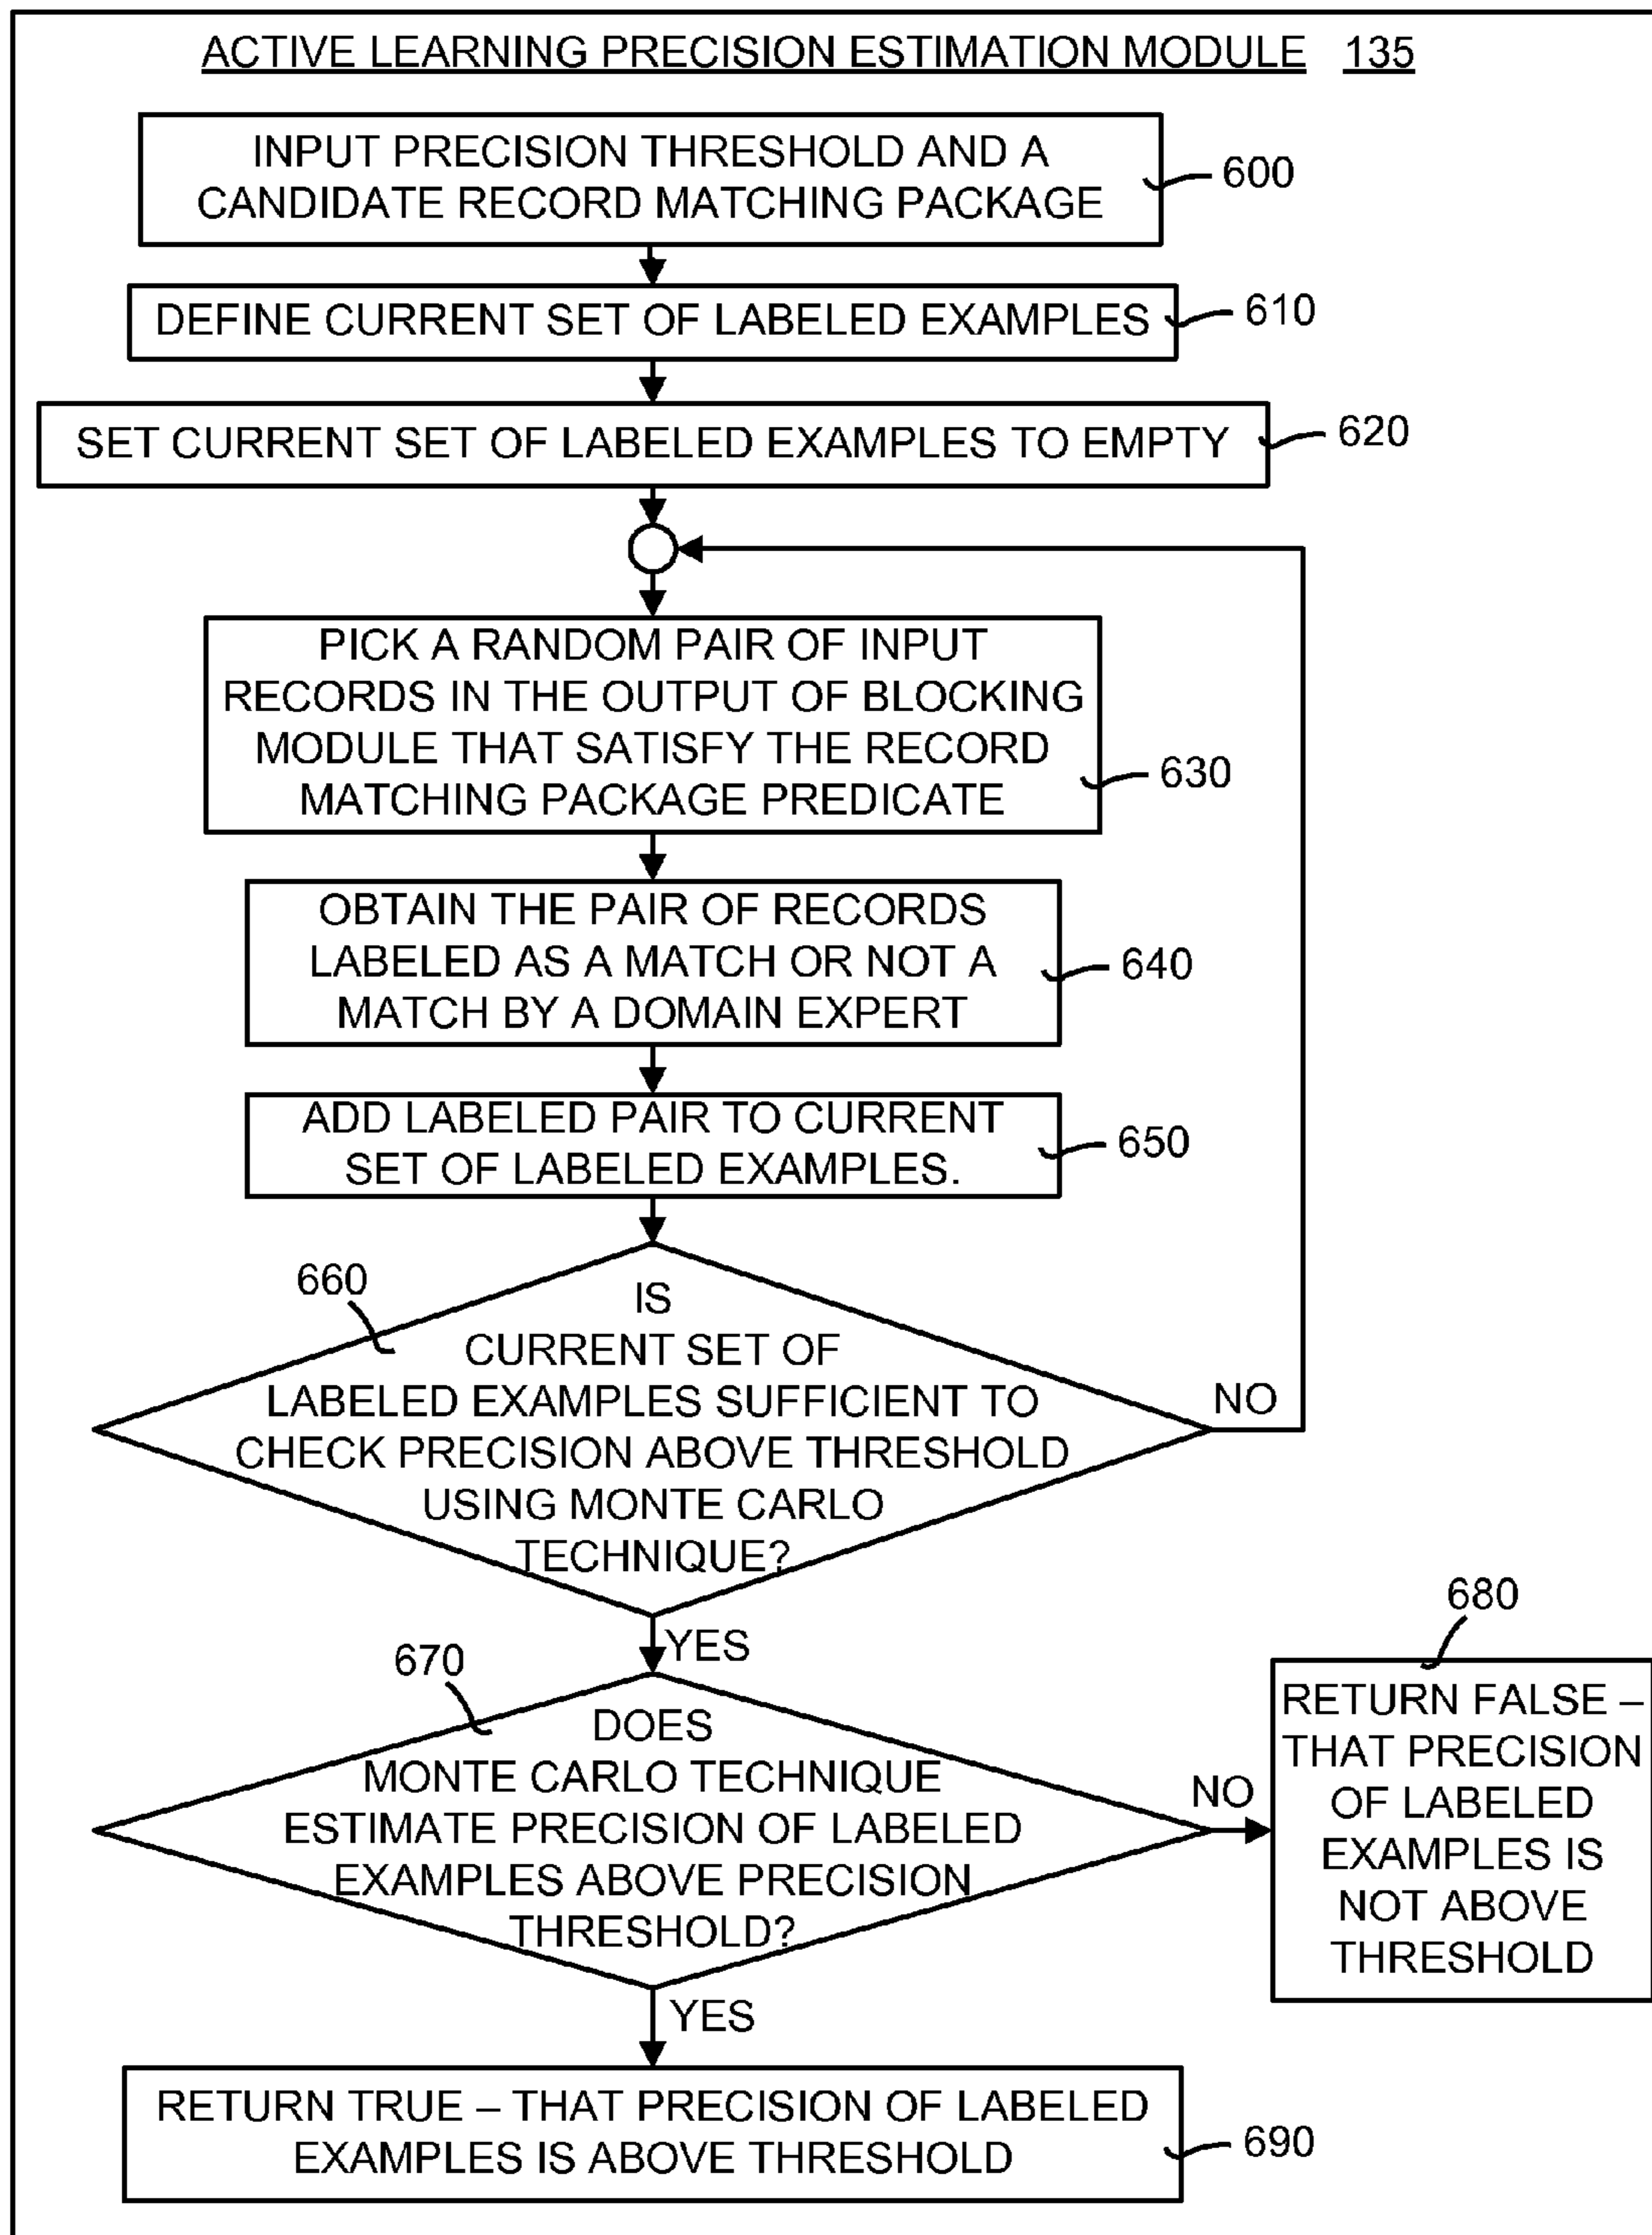 ACTIVE LEARNING PRECISION ESTIMATION MODULE 135
INPUT PRECISION THRESHOLD AND A
CANDIDATE RECORD MATCHING PACKAGE
600
DEFINE CURRENT SET OF LABELED EXAMPLES
610
SET CURRENT SET OF LABELED EXAMPLES TO EMPTY
620
PICK A RANDOM PAIR OF INPUT
RECORDS IN THE OUTPUT OF BLOCKING
MODULE THAT SATISFY THE RECORD
MATCHING PACKAGE PREDICATE
630
OBTAIN THE PAIR OF RECORDS
LABELED AS A MATCH OR NOT A
MATCH BY A DOMAIN EXPERT
640
ADD LABELED PAIR TO CURRENT
SET OF LABELED EXAMPLES.
650
660
IS
CURRENT SET OF
LABELED EXAMPLES SUFFICIENT TO
CHECK PRECISION ABOVE THRESHOLD
USING MONTE CARLO
TECHNIQUE?
NO
YES
670
DOES
MONTE CARLO TECHNIQUE
ESTIMATE PRECISION OF LABELED
EXAMPLES ABOVE PRECISION
THRESHOLD?
NO
680
RETURN FALSE –
THAT PRECISION
OF LABELED
EXAMPLES IS
NOT ABOVE
THRESHOLD
YES
RETURN TRUE – THAT PRECISION OF LABELED
EXAMPLES IS ABOVE THRESHOLD
690